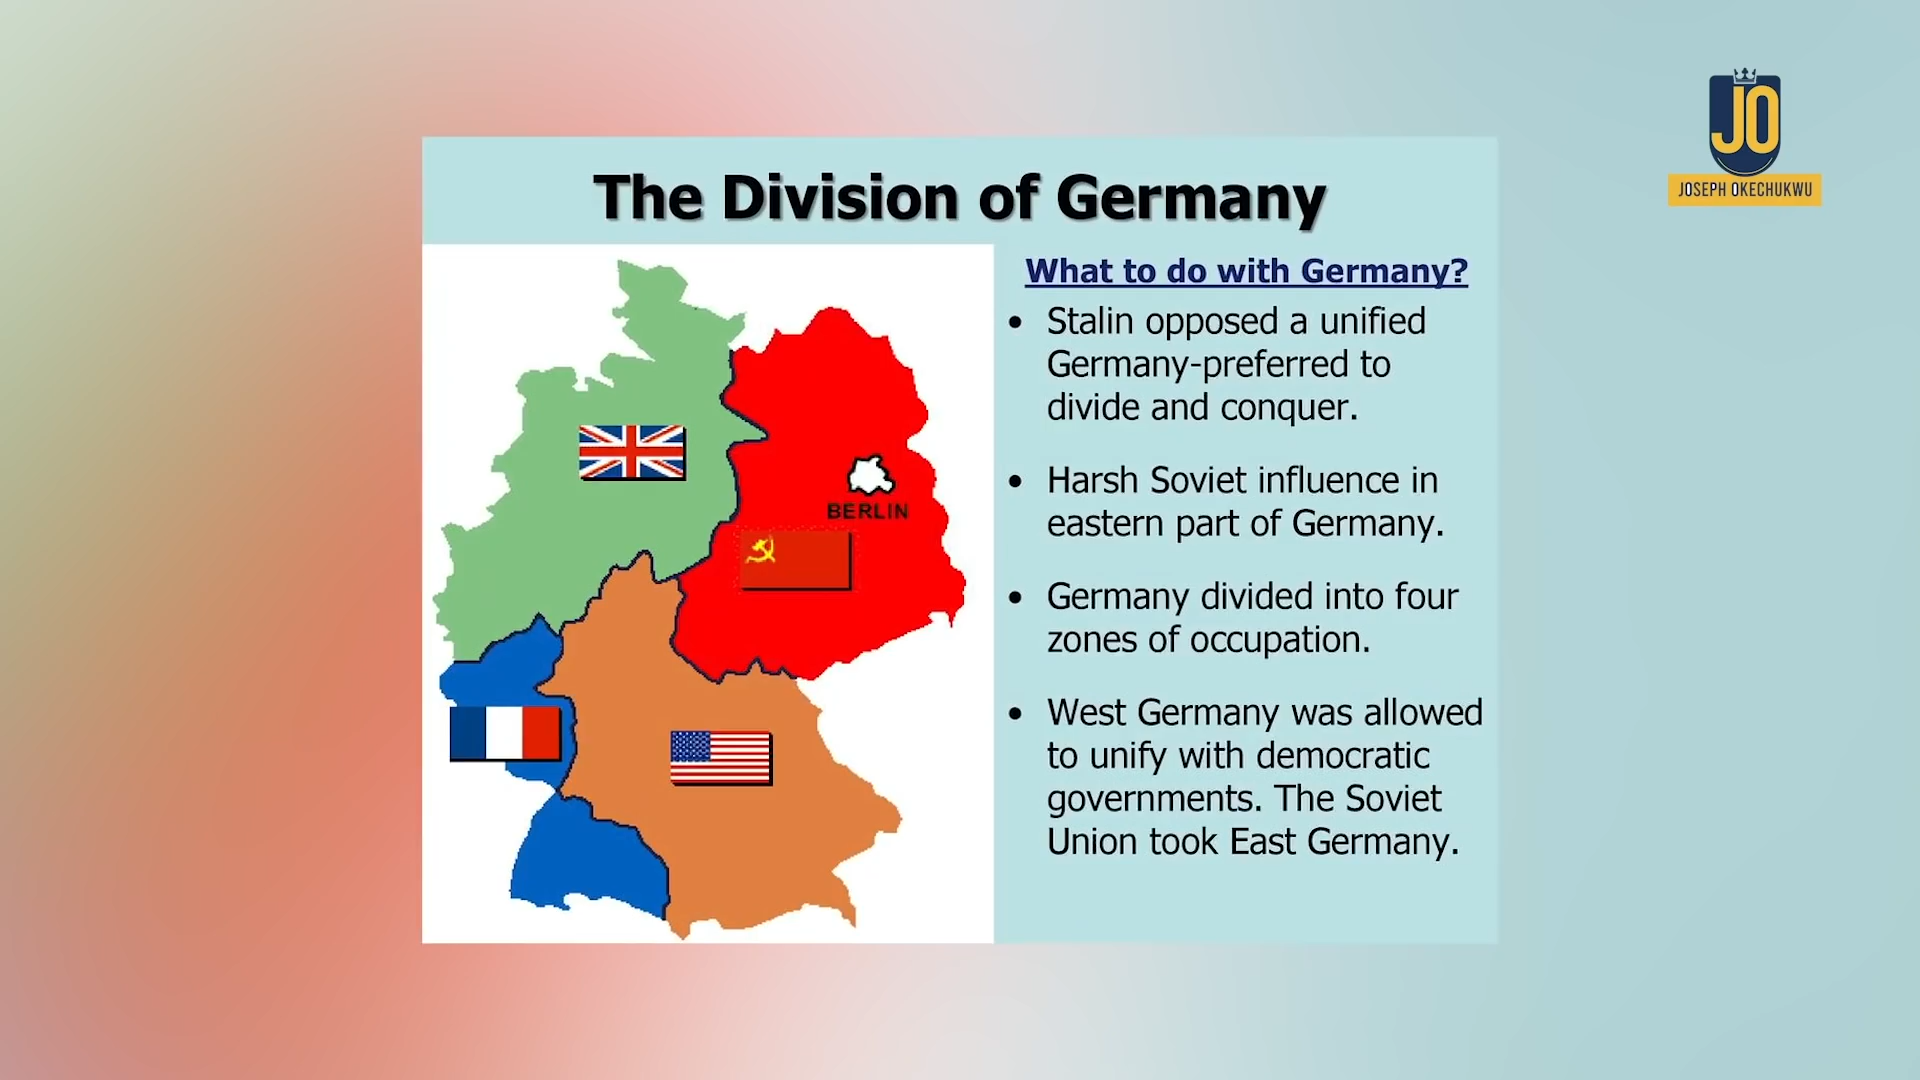 JO
JOSEPH OKECHUKWU
The Division of Germany
What to do with Germany?
• Stalin opposed a unified
Germany-preferred to
divide and conquer.
• Harsh Soviet influence in
eastern part of Germany.
• Germany divided into four
zones of occupation.
• West Germany was allowed
to unify with democratic
governments. The Soviet
Union took East Germany.
BERLIN